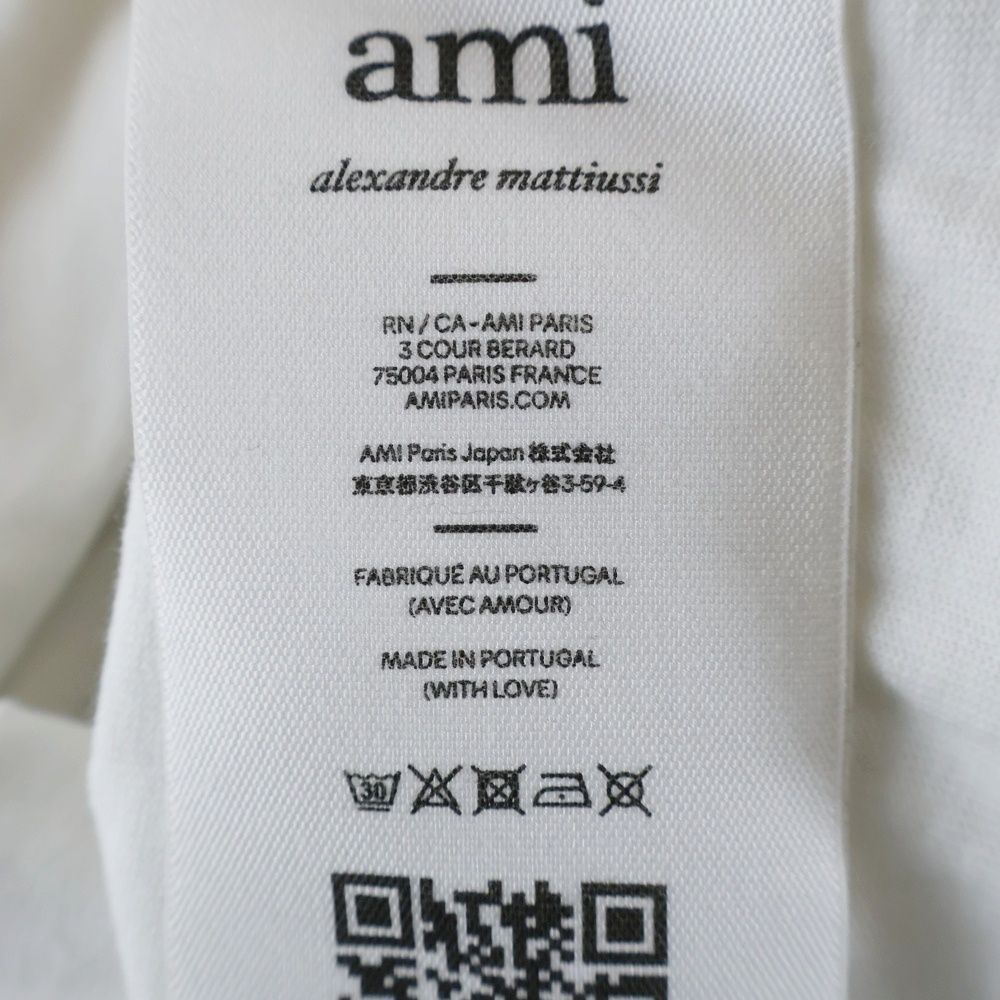 ami
alexandre mattiussi
RN / CA - AMI PARIS
3 COUR BERARD
75004 PARIS FRANCE
AMIPARIS.COM
AMI Paris Japan 株式会社
東京都渋谷区千駄ヶ谷3-59-4
FABRIQUÉ AU PORTUGAL
(AVEC AMOUR)
MADE IN PORTUGAL
(WITH LOVE)
30